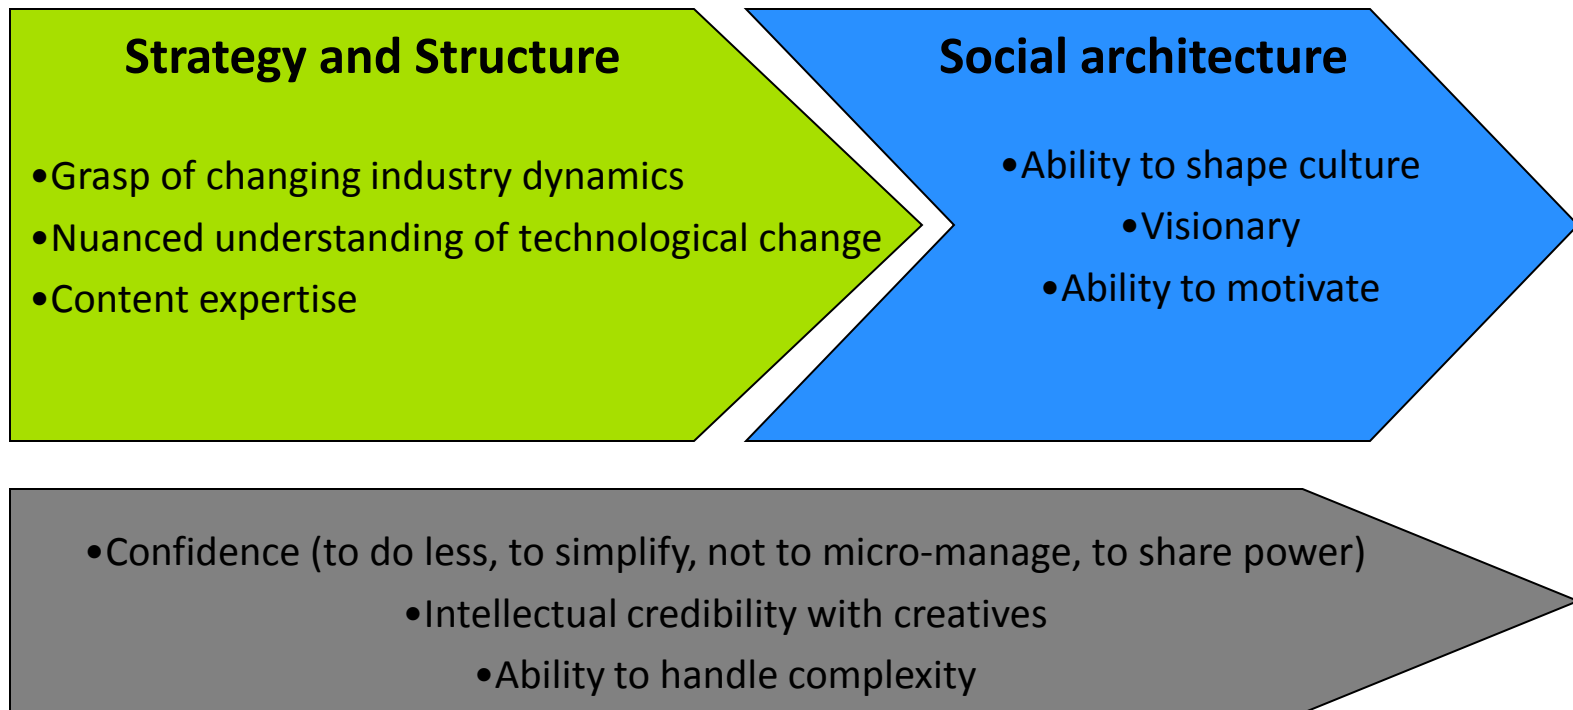 Strategy and Structure
•Grasp of changing industry dynamics
•Nuanced understanding of technological change
•Content expertise
Social architecture
•Ability to shape culture
•Visionary
•Ability to motivate
•Confidence (to do less, to simplify, not to micro-manage, to share power)
•Intellectual credibility with creatives
•Ability to handle complexity